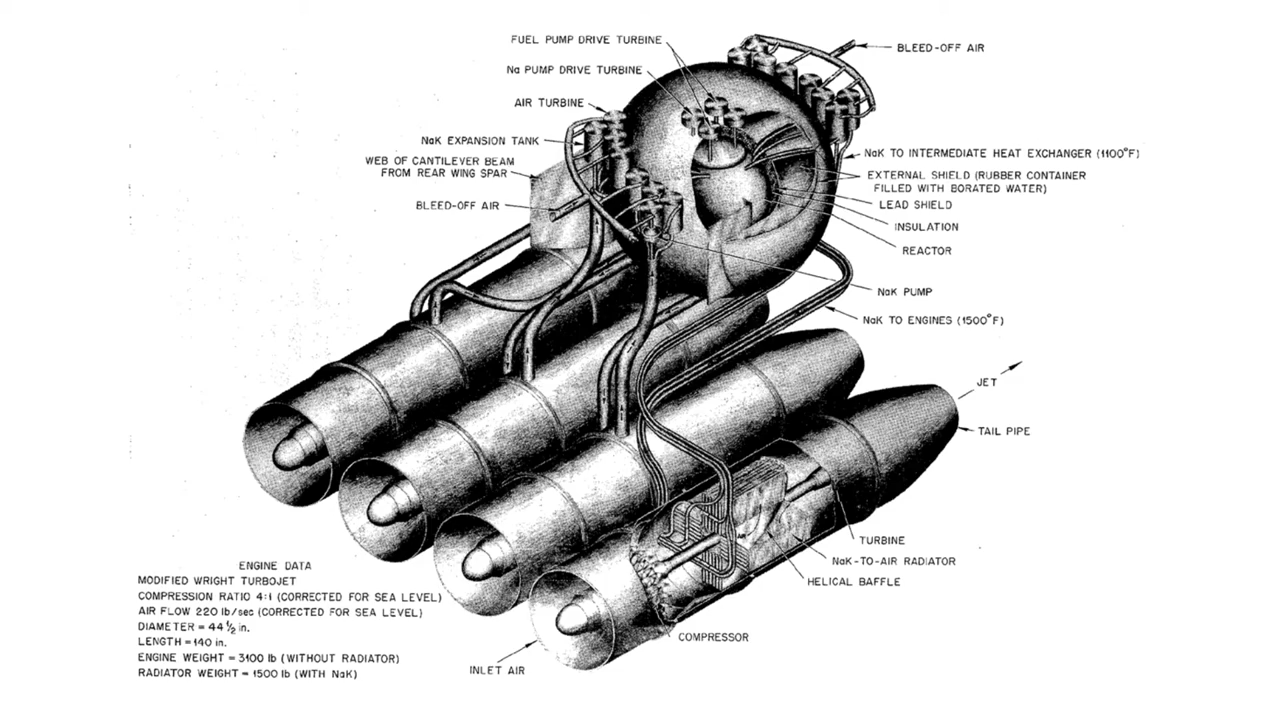 FUEL PUMP DRIVE TURBINE
BLEED-OFF AIR
Na PUMP DRIVE TURBINE
AIR TURBINE
NaK EXPANSION TANK
WEB OF CANTILEVER BEAM
FROM REAR WING SPAR
BLEED-OFF AIR
NaK TO INTERMEDIATE HEAT EXCHANGER (1100°F)
EXTERNAL SHIELD (RUBBER CONTAINER
FILLED WITH BORATED WATER)
LEAD SHIELD
INSULATION
REACTOR
NaK PUMP
NaK TO ENGINES (1500°F)
JET
TAIL PIPE
TURBINE
NaK-TO-AIR RADIATOR
HELICAL BAFFLE
COMPRESSOR
INLET AIR
ENGINE DATA
MODIFIED WRIGHT TURBOJET
COMPRESSION RATIO 4:1 (CORRECTED FOR SEA LEVEL)
AIR FLOW 220 lb/sec (CORRECTED FOR SEA LEVEL)
DIAMETER = 44 1/2 in.
LENGTH = 140 in.
ENGINE WEIGHT = 3100 lb (WITHOUT RADIATOR)
RADIATOR WEIGHT = 1500 lb (WITH NaK)